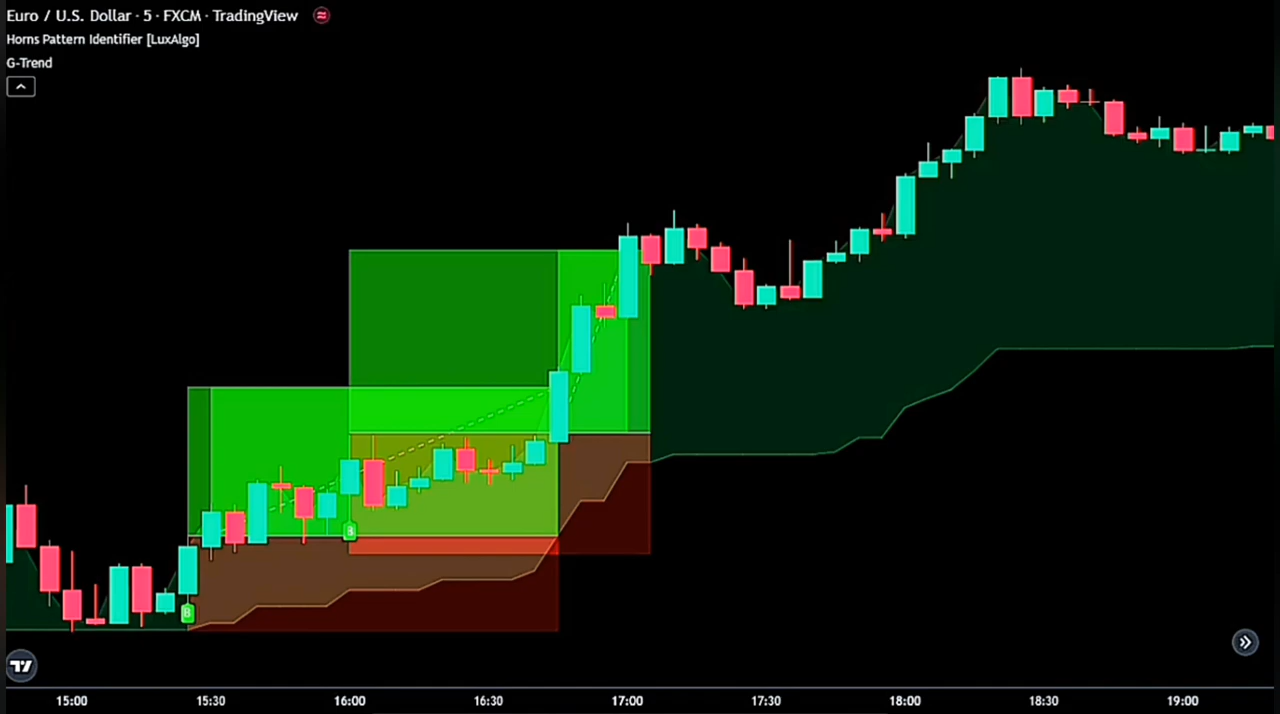 Euro / U.S. Dollar · 5 · FXCM · TradingView
Horns Pattern Identifier [LuxAlgo]
G-Trend
B
B
15:00 15:30 16:00 16:30 17:00 17:30 18:00 18:30 19:00